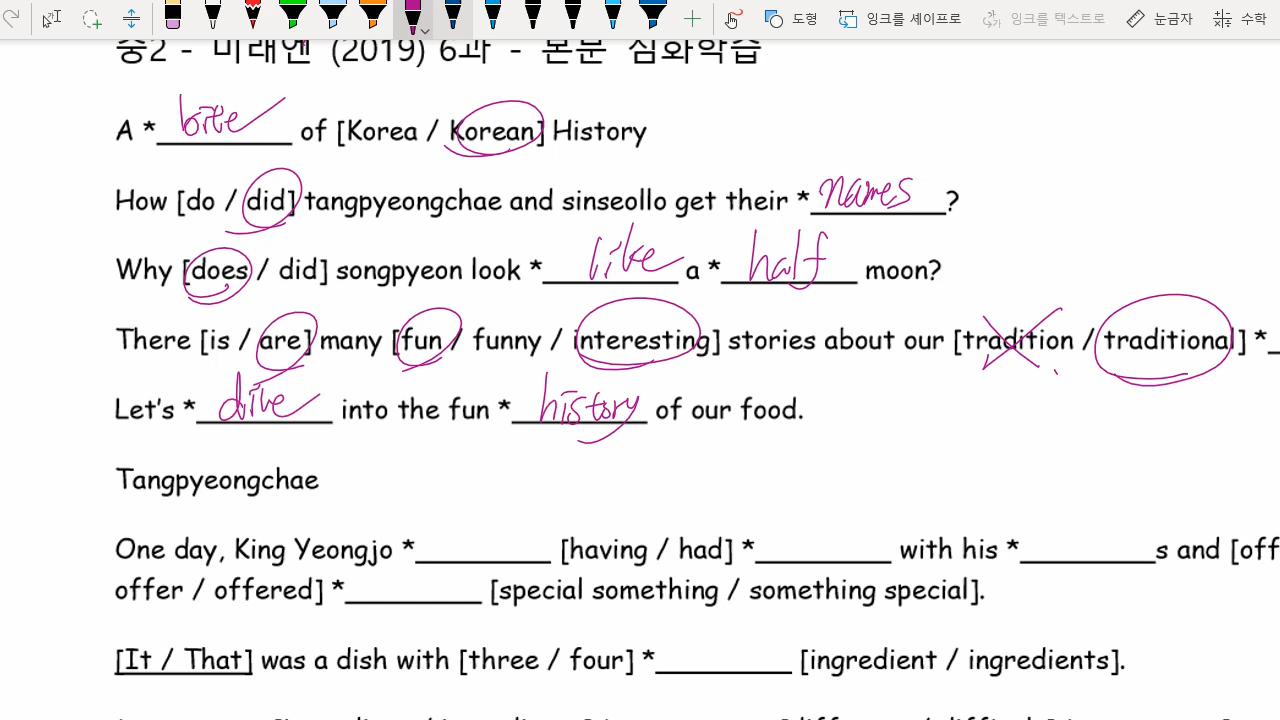 도형 잉크를 셰이프로 잉크를 텍스트로 눈금자 수학
중2 - 미래엔 (2019) 6과 - 본문 심화학습
A * bite of [Korea / Korean] History
How [do / did] tangpyeongchae and sinseollo get their * names ?
Why [does / did] songpyeon look * like a * half moon?
There [is / are] many [fun / funny / interesting] stories about our [tradition / traditional] *_
Let's * dive into the fun * history of our food.
Tangpyeongchae
One day, King Yeongjo *__________ [having / had] *__________ with his *__________s and [off
offer / offered] *__________ [special something / something special].
[It / That] was a dish with [three / four] *__________ [ingredient / ingredients].